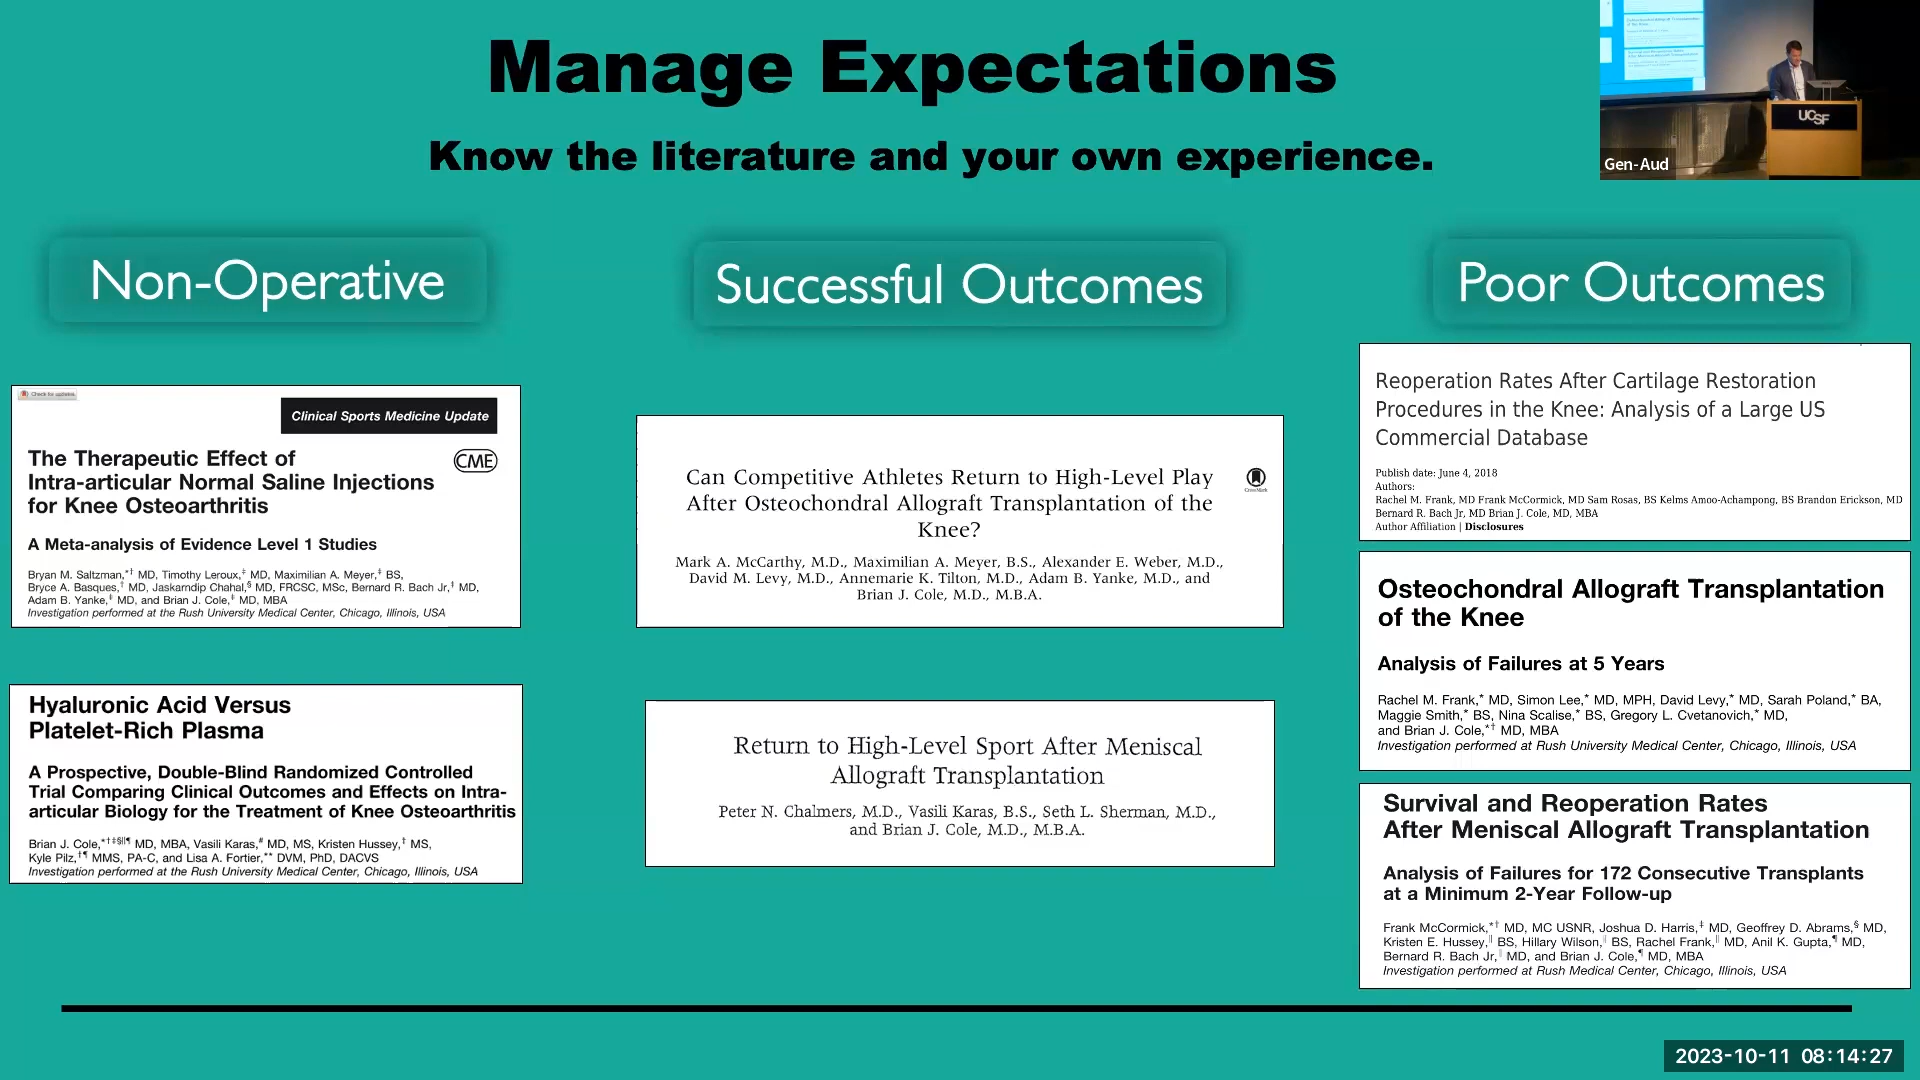 Manage Expectations
Know the literature and your own experience.
UCSF
Gen-Aud
Non-Operative
Check for updates
Clinical Sports Medicine Update
The Therapeutic Effect of
Intra-articular Normal Saline Injections
for Knee Osteoarthritis
CME
A Meta-analysis of Evidence Level 1 Studies
Bryan M. Saltzman,*† MD, Timothy Leroux,‡ MD, Maximilian A. Meyer,‡ BS,
Bryce A. Basques,† MD, Jaskarndip Chahal,§ MD, FRCSC, MSc, Bernard R. Bach Jr,‡ MD,
Adam B. Yanke,‡ MD, and Brian J. Cole,‡ MD, MBA
Investigation performed at the Rush University Medical Center, Chicago, Illinois, USA
Hyaluronic Acid Versus
Platelet-Rich Plasma
A Prospective, Double-Blind Randomized Controlled
Trial Comparing Clinical Outcomes and Effects on Intra-
articular Biology for the Treatment of Knee Osteoarthritis
Brian J. Cole,*†‡§||¶ MD, MBA, Vasili Karas,# MD, MS, Kristen Hussey,† MS,
Kyle Pilz,†¶ MMS, PA-C, and Lisa A. Fortier,** DVM, PhD, DACVS
Investigation performed at the Rush University Medical Center, Chicago, Illinois, USA
Successful Outcomes
Can Competitive Athletes Return to High-Level Play
After Osteochondral Allograft Transplantation of the
Knee?
CrossMark
Mark A. McCarthy, M.D., Maximilian A. Meyer, B.S., Alexander E. Weber, M.D.,
David M. Levy, M.D., Annemarie K. Tilton, M.D., Adam B. Yanke, M.D., and
Brian J. Cole, M.D., M.B.A.
Return to High-Level Sport After Meniscal
Allograft Transplantation
Peter N. Chalmers, M.D., Vasili Karas, B.S., Seth L. Sherman, M.D.,
and Brian J. Cole, M.D., M.B.A.
Poor Outcomes
Reoperation Rates After Cartilage Restoration
Procedures in the Knee: Analysis of a Large US
Commercial Database
Publish date: June 4, 2018
Authors:
Rachel M. Frank, MD Frank McCormick, MD Sam Rosas, BS Kelms Amoo-Achampong, BS Brandon Erickson, MD
Bernard R. Bach Jr, MD Brian J. Cole, MD, MBA
Author Affiliation | Disclosures
Osteochondral Allograft Transplantation
of the Knee
Analysis of Failures at 5 Years
Rachel M. Frank,* MD, Simon Lee,* MD, MPH, David Levy,* MD, Sarah Poland,* BA,
Maggie Smith,* BS, Nina Scalise,* BS, Gregory L. Cvetanovich,* MD,
and Brian J. Cole,*† MD, MBA
Investigation performed at Rush University Medical Center, Chicago, Illinois, USA
Survival and Reoperation Rates
After Meniscal Allograft Transplantation
Analysis of Failures for 172 Consecutive Transplants
at a Minimum 2-Year Follow-up
Frank McCormick,*† MD, MC USNR, Joshua D. Harris,‡ MD, Geoffrey D. Abrams,§ MD,
Kristen E. Hussey,|| BS, Hillary Wilson,|| BS, Rachel Frank,|| MD, Anil K. Gupta,¶ MD,
Bernard R. Bach Jr,|| MD, and Brian J. Cole,¶ MD, MBA
Investigation performed at Rush Medical Center, Chicago, Illinois, USA
2023-10-11 08:14:27